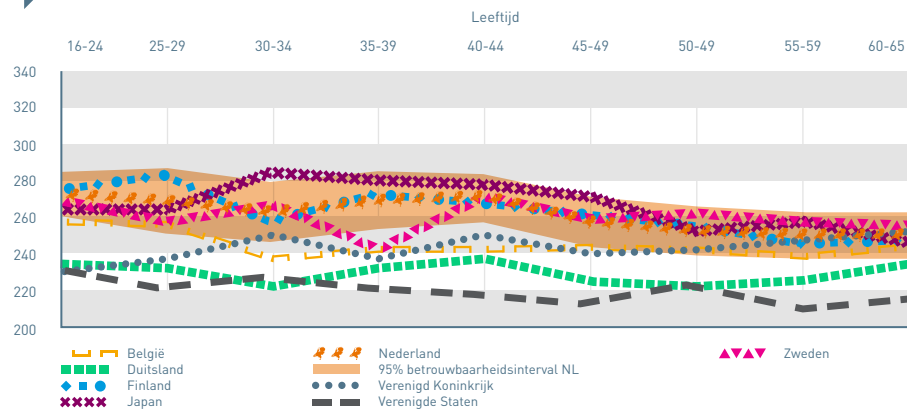 Leeftijd
16-24 25-29 30-34 35-39 40-44 45-49 50-49 55-59 60-65
340
320
300
280
260
240
220
200
België Nederland Zweden
Duitsland 95% betrouwbaarheidsinterval NL
Finland Verenigd Koninkrijk
Japan Verenigde Staten